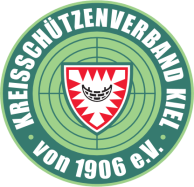 KREISSCHÜTZENVERBAND KIEL
von 1906 e.V.